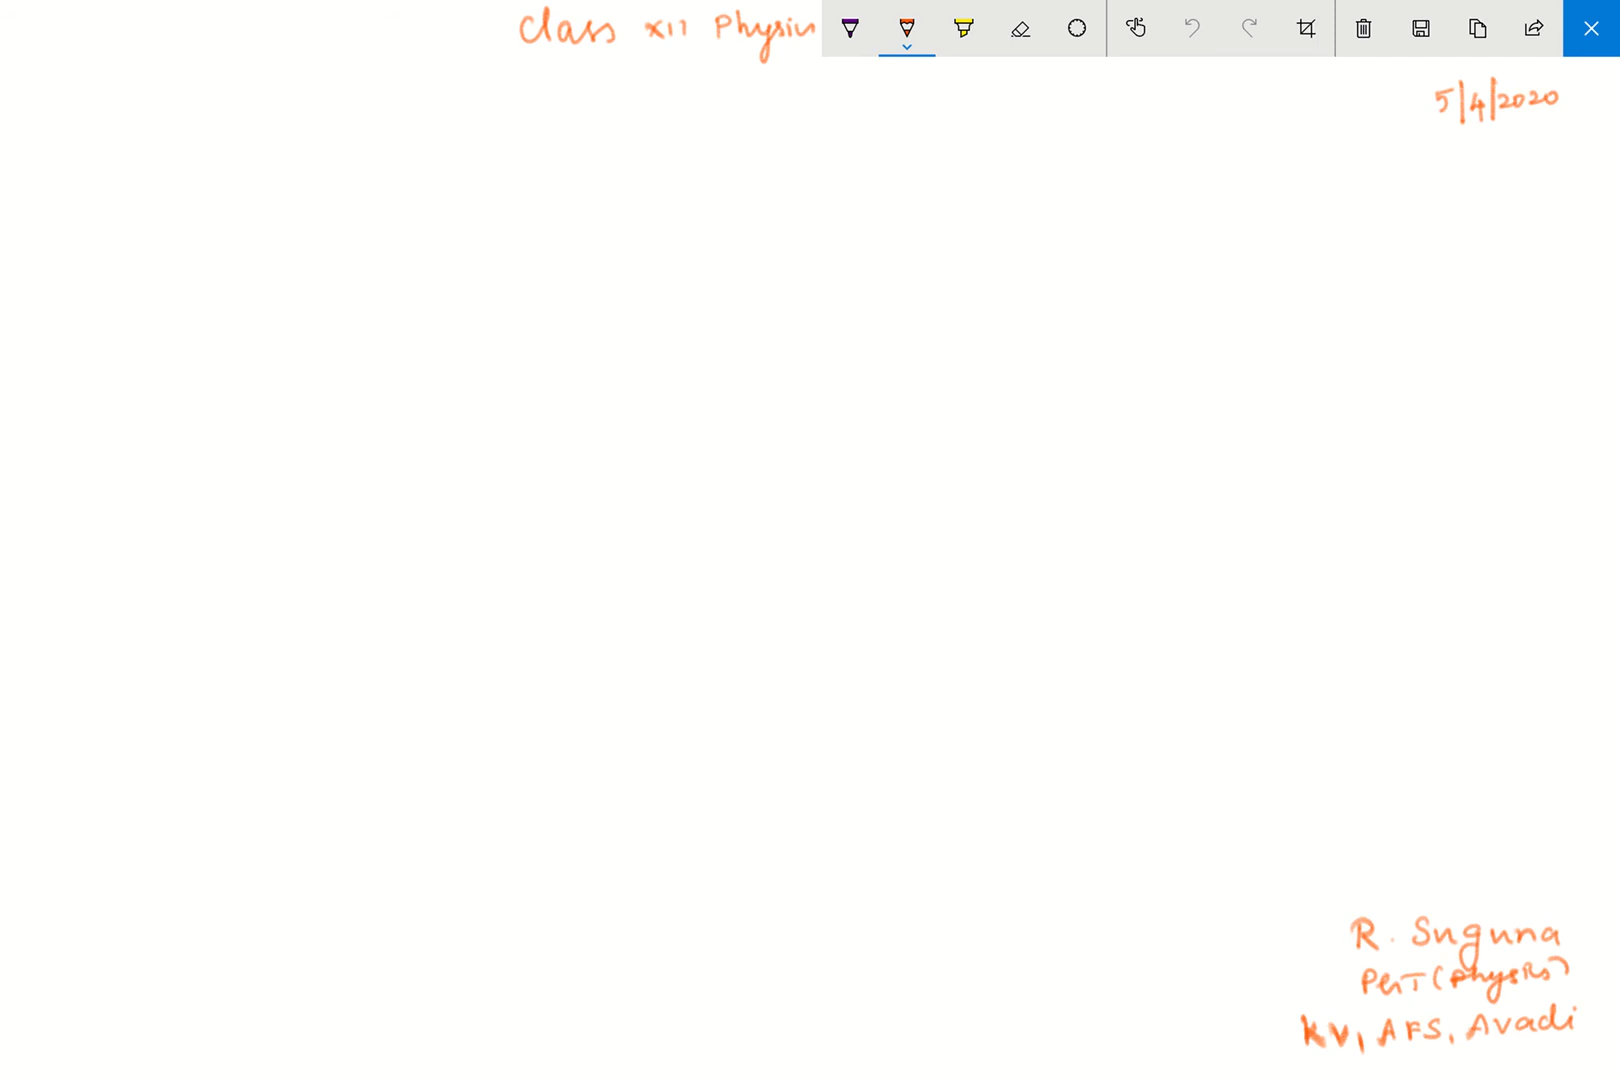 Class XII Physics
5/4/2020
R. Suguna
PGT (Physics)
KV, AFS, Avadi